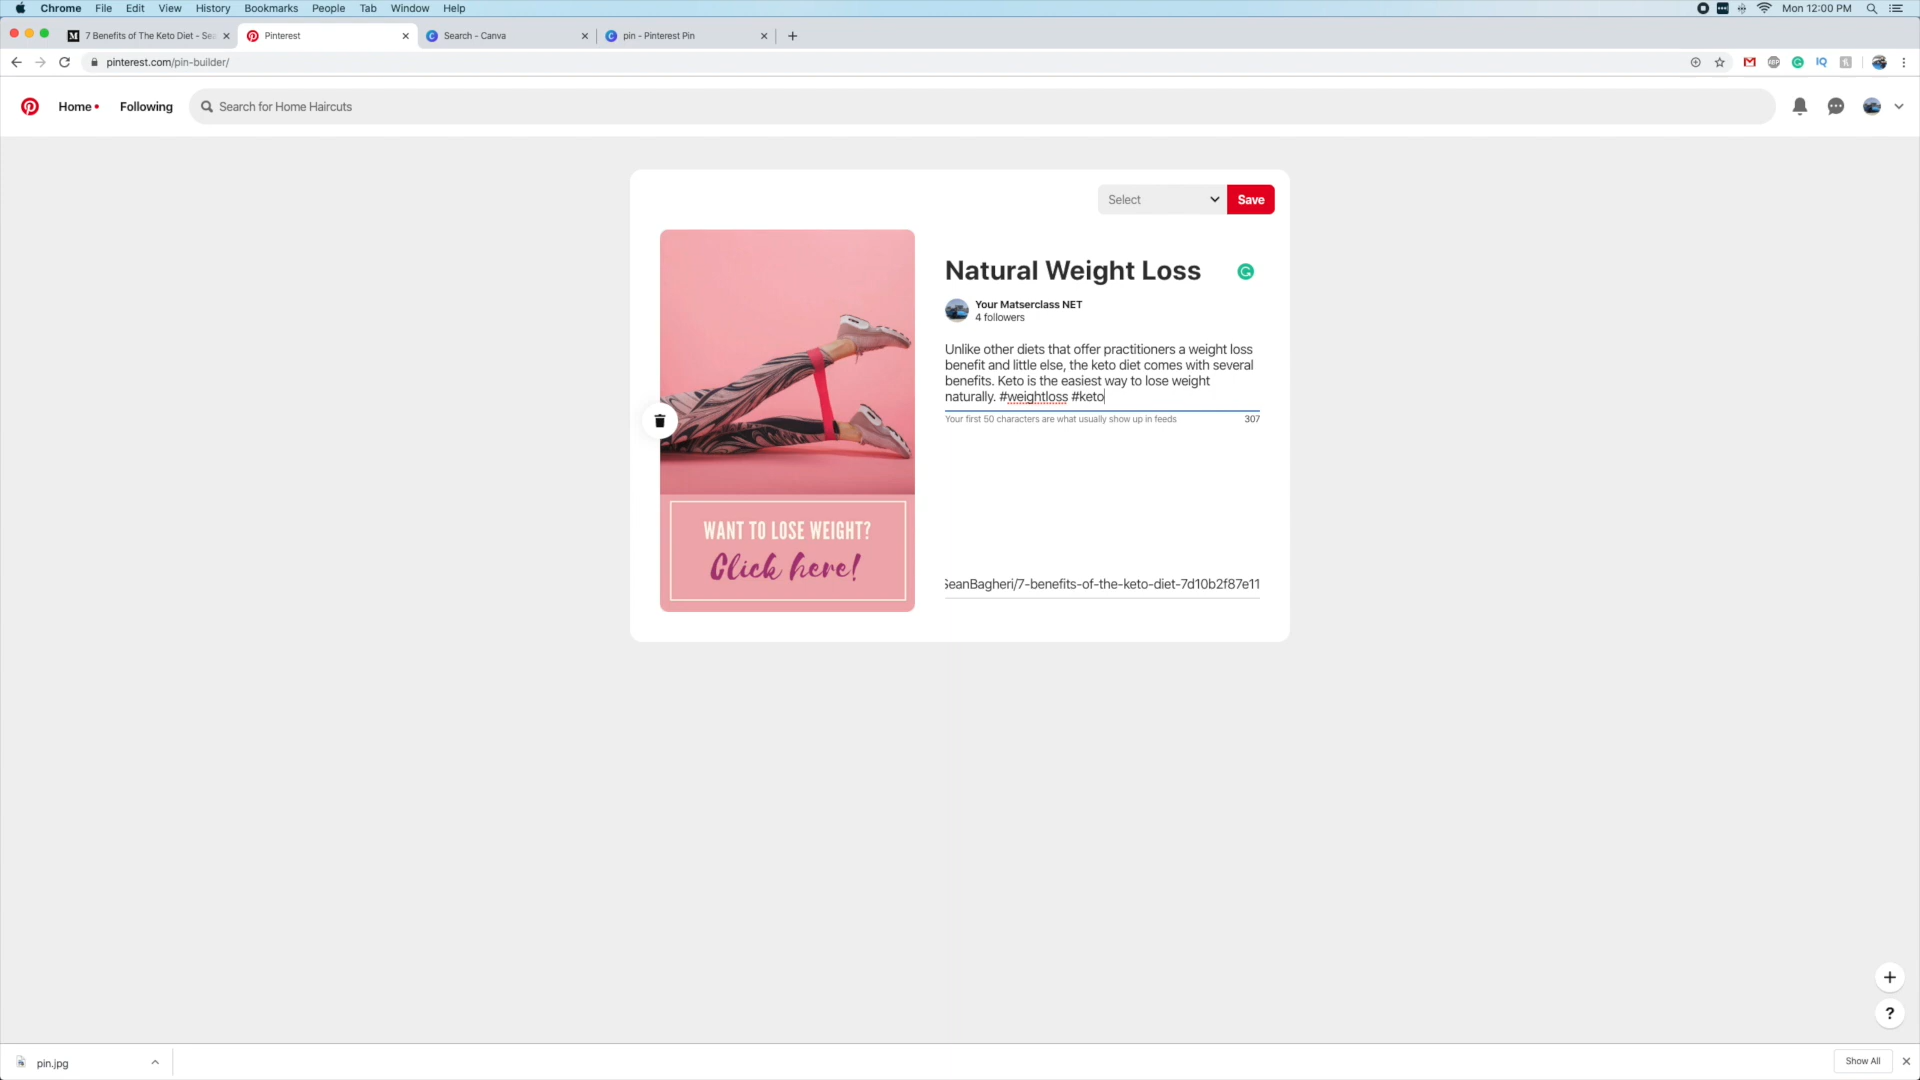 Chrome File Edit View History Bookmarks People Tab Window Help Mon 12:00 PM
7 Benefits of The Keto Diet - Sea Pinterest Search - Canva pin - Pinterest Pin
pinterest.com/pin-builder/
Home Following Search for Home Haircuts
Select Save
Natural Weight Loss
Your Matserclass NET
4 followers
Unlike other diets that offer practitioners a weight loss
benefit and little else, the keto diet comes with several
benefits. Keto is the easiest way to lose weight
naturally. #weightloss #keto
Your first 50 characters are what usually show up in feeds 307
WANT TO LOSE WEIGHT?
Click here!
SeanBagheri/7-benefits-of-the-keto-diet-7d10b2f87e11
+
?
pin.jpg Show All